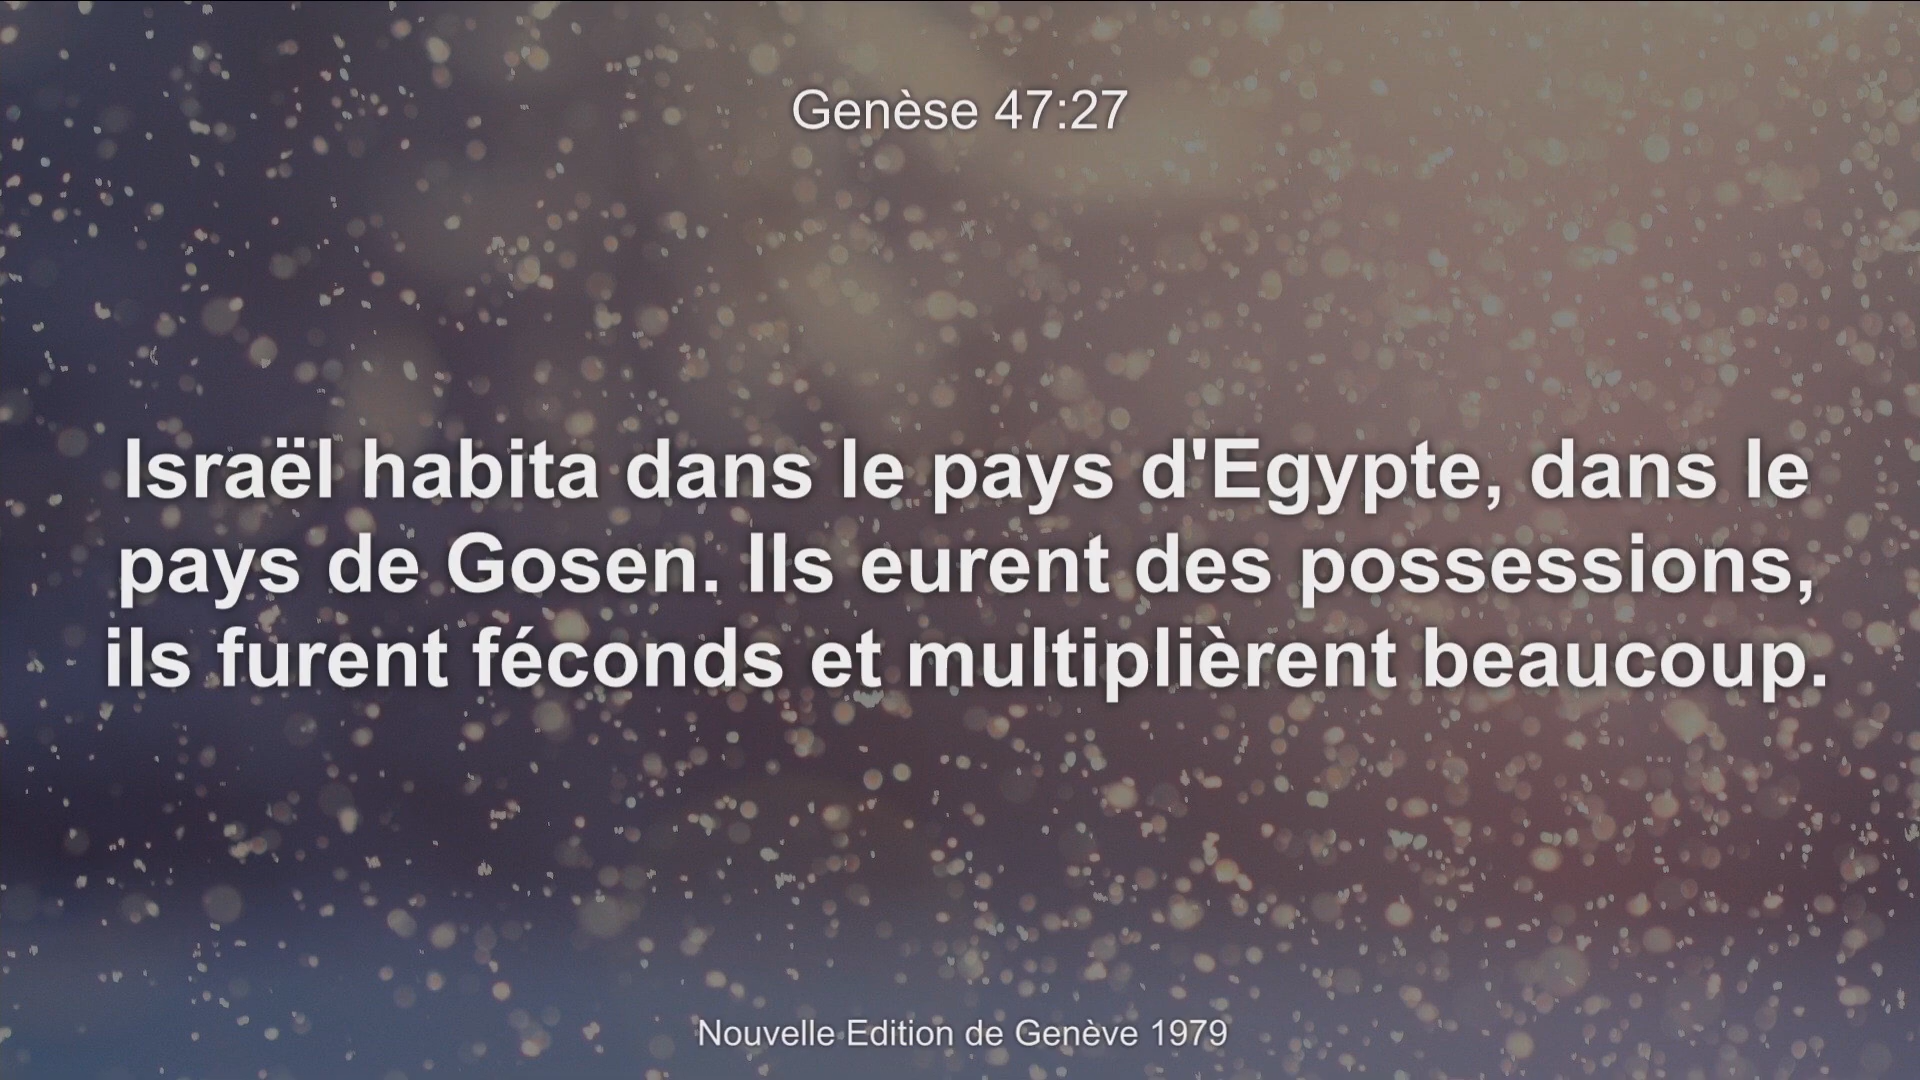 Genèse 47:27
Israël habita dans le pays d'Egypte, dans le
pays de Gosen. Ils eurent des possessions,
ils furent féconds et multiplièrent beaucoup.
Nouvelle Edition de Genève 1979